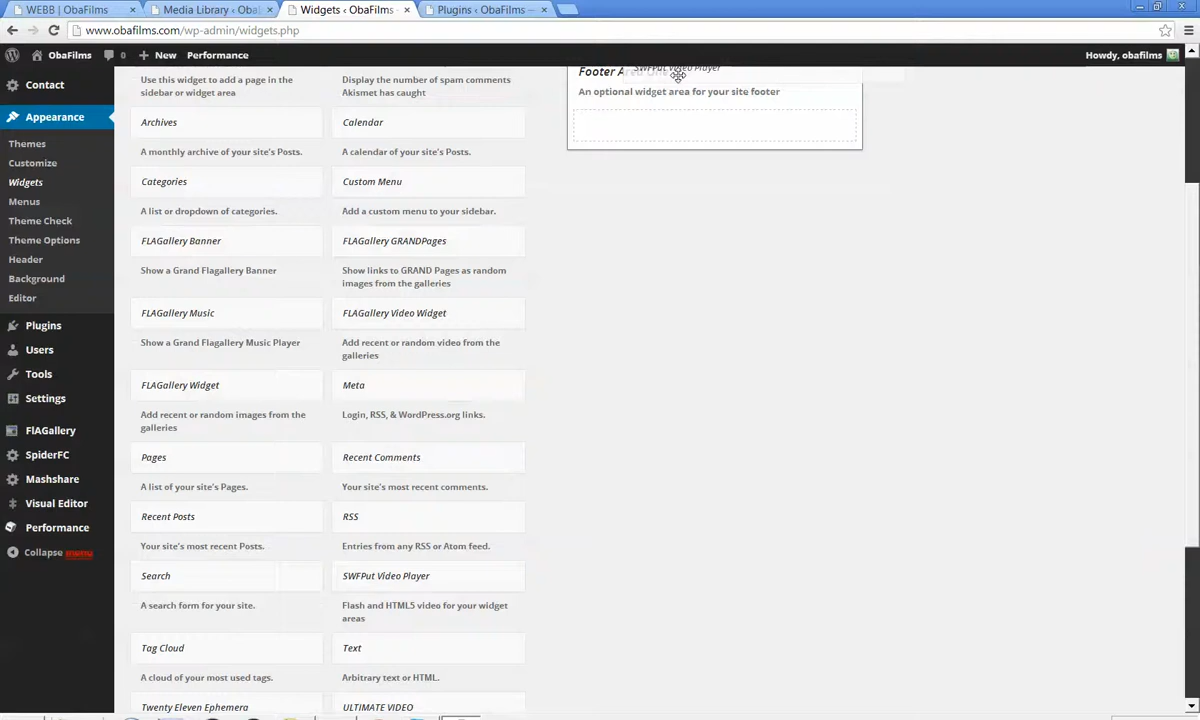 WEBB | ObaFilms
Media Library ‹ Oba
Widgets ‹ ObaFilms
Plugins ‹ ObaFilms —
www.obafilms.com/wp-admin/widgets.php
ObaFilms 0 New Performance
Howdy, obafilms
Contact
Appearance
Themes
Customize
Widgets
Menus
Theme Check
Theme Options
Header
Background
Editor
Plugins
Users
Tools
Settings
FlAGallery
SpiderFC
Mashshare
Visual Editor
Performance
Collapse menu
Use this widget to add a page in the
sidebar or widget area
Display the number of spam comments
Akismet has caught
Archives
Calendar
A monthly archive of your site's Posts.
A calendar of your site's Posts.
Categories
Custom Menu
A list or dropdown of categories.
Add a custom menu to your sidebar.
FLAGallery Banner
FLAGallery GRANDPages
Show a Grand Flagallery Banner
Show links to GRAND Pages as random
images from the galleries
FLAGallery Music
FLAGallery Video Widget
Show a Grand Flagallery Music Player
Add recent or random video from the
galleries
FLAGallery Widget
Meta
Add recent or random images from the
galleries
Login, RSS, & WordPress.org links.
Pages
Recent Comments
A list of your site's Pages.
Your site's most recent comments.
Recent Posts
RSS
Your site's most recent Posts.
Entries from any RSS or Atom feed.
Search
SWFPut Video Player
A search form for your site.
Flash and HTML5 video for your widget
areas
Tag Cloud
Text
A cloud of your most used tags.
Arbitrary text or HTML.
Twenty Eleven Ephemera
ULTIMATE VIDEO
SWFPut Video Player
Footer Area One
An optional widget area for your site footer